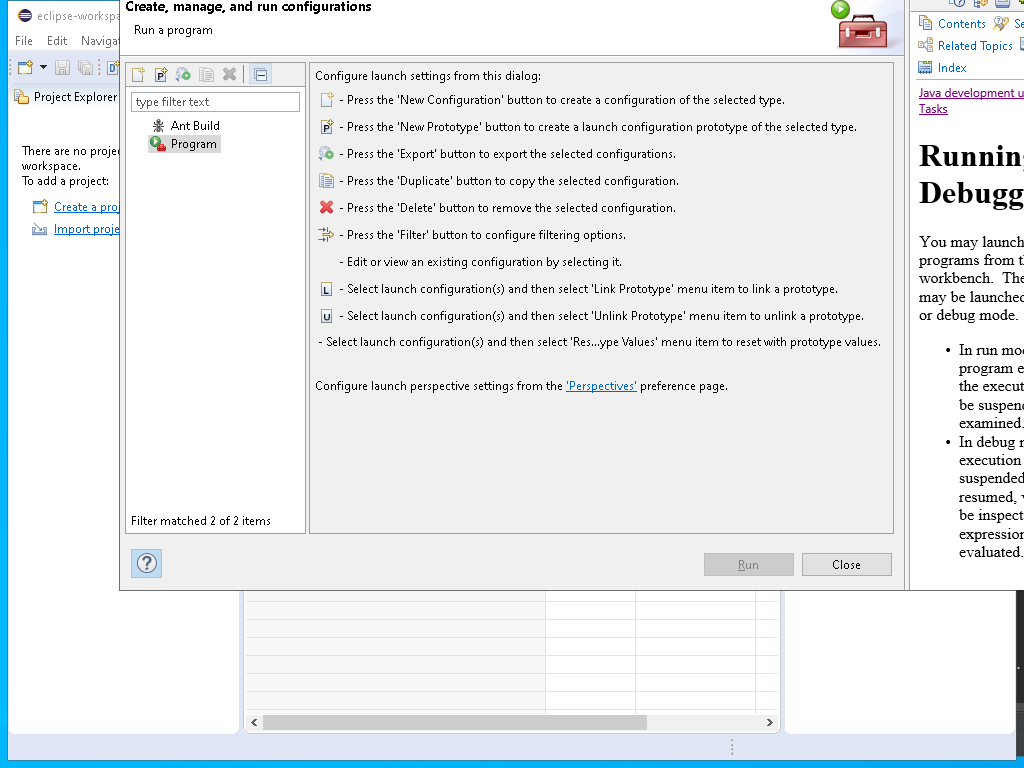 eclipse-workspa
Create, manage, and run configurations
Run a program
File Edit Navigat
Project Explorer
There are no projec
workspace.
To add a project:
Create a proj
Import proje
type filter text
Ant Build
Program
Filter matched 2 of 2 items
Configure launch settings from this dialog:
- Press the 'New Configuration' button to create a configuration of the selected type.
- Press the 'New Prototype' button to create a launch configuration prototype of the selected type.
- Press the 'Export' button to export the selected configurations.
- Press the 'Duplicate' button to copy the selected configuration.
- Press the 'Delete' button to remove the selected configuration.
- Press the 'Filter' button to configure filtering options.
- Edit or view an existing configuration by selecting it.
L - Select launch configuration(s) and then select 'Link Prototype' menu item to link a prototype.
U - Select launch configuration(s) and then select 'Unlink Prototype' menu item to unlink a prototype.
- Select launch configuration(s) and then select 'Res...ype Values' menu item to reset with prototype values.
Configure launch perspective settings from the 'Perspectives' preference page.
Run
Close
Contents Se
Related Topics
Index
Java development u
Tasks
Running
Debugg
You may launch
programs from th
workbench. The
may be launched
or debug mode.
• In run mod
program e
the execut
be suspend
examined.
• In debug m
execution
suspended
resumed, v
be inspect
expression
evaluated.